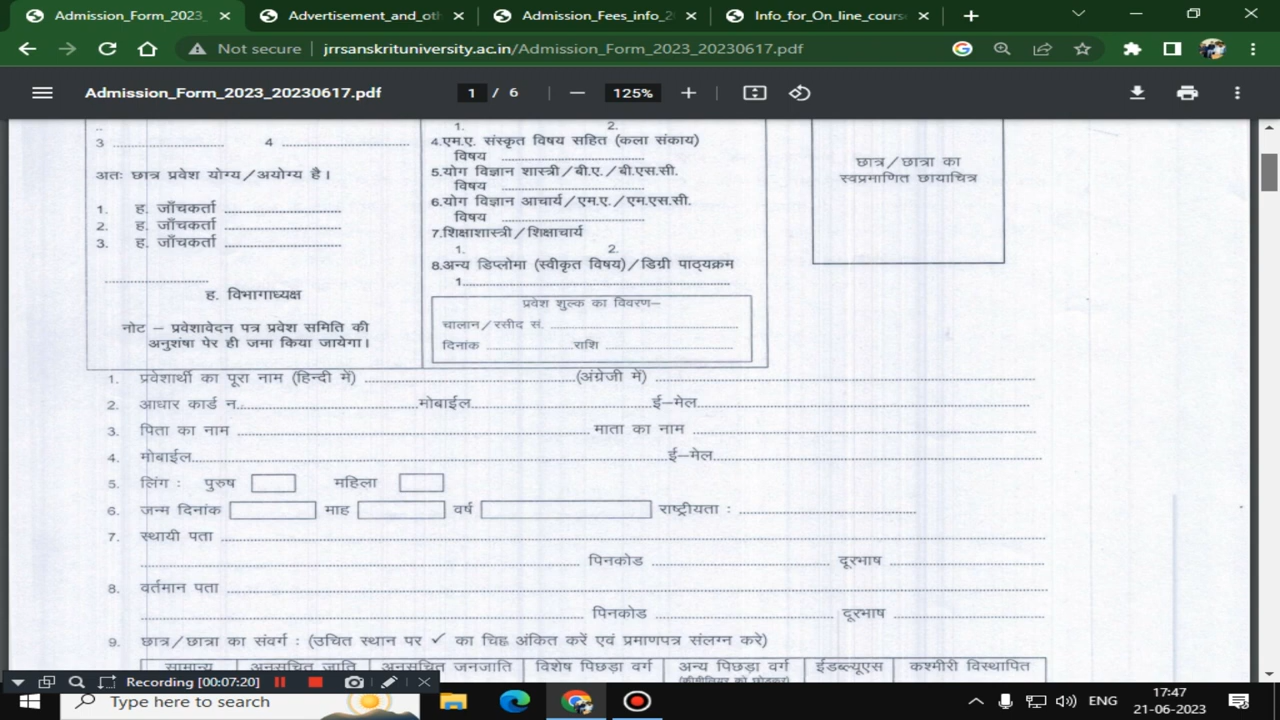 Admission_Form_2023_
Advertisement_and_oth
Admission_Fees_info_2
Info_for_On_line_course
Not secure
jrrsanskrituniversity.ac.in/Admission_Form_2023_20230617.pdf
Admission_Form_2023_20230617.pdf
1 / 6
125%
3 .......... 4 ..........
अतः छात्र प्रवेश योग्य/अयोग्य है।
1. ह. जाँचकर्ता ..........
2. ह. जाँचकर्ता ..........
3. ह. जाँचकर्ता ..........
ह. विभागाध्यक्ष
नोट – प्रवेशावेदन पत्र प्रवेश समिति की
अनुशंषा पेर ही जमा किया जायेगा।
1. 2.
4.एम.ए. संस्कृत विषय सहित (कला संकाय)
विषय ..........
5.योग विज्ञान शास्त्री/बी.ए./बी.एस.सी.
विषय ..........
6.योग विज्ञान आचार्य/एम.ए./एम.एस.सी.
विषय ..........
7.शिक्षाशास्त्री/शिक्षाचार्य
1. 2.
8.अन्य डिप्लोमा (स्वीकृत विषय)/डिग्री पाठ्यक्रम
1..........
प्रवेश शुल्क का विवरण–
चालान/रसीद सं. ..........
दिनांक .......... राशि ..........
छात्र/छात्रा का
स्वप्रमाणित छायाचित्र
1. प्रवेशार्थी का पूरा नाम (हिन्दी में) ..........(अंग्रेजी में) ..........
2. आधार कार्ड न...........मोबाईल..........ई–मेल..........
3. पिता का नाम .......... माता का नाम ..........
4. मोबाईल..........ई–मेल..........
5. लिंग : पुरुष महिला
6. जन्म दिनांक माह वर्ष राष्ट्रीयता : ..........
7. स्थायी पता ..........
.......... पिनकोड .......... दूरभाष ..........
8. वर्तमान पता ..........
.......... पिनकोड .......... दूरभाष ..........
9. छात्र/छात्रा का संवर्ग : (उचित स्थान पर ✓ का चिह्न अंकित करें एवं प्रमाणपत्र संलग्न करे)
सामान्य अनुसूचित जाति अनुसूचित जनजाति विशेष पिछड़ा वर्ग अन्य पिछड़ा वर्ग ईडब्ल्यूएस कश्मीरी विस्थापित
Recording [00:07:20]
Type here to search
ENG
17:47
21-06-2023